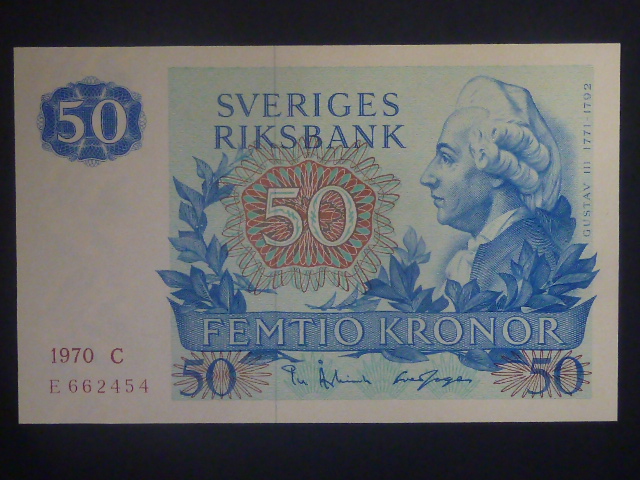 50
SVERIGES
RIKSBANK
50
GUSTAV III 1771-1792
FEMTIO KRONOR
1970 C
E 662454
50
50